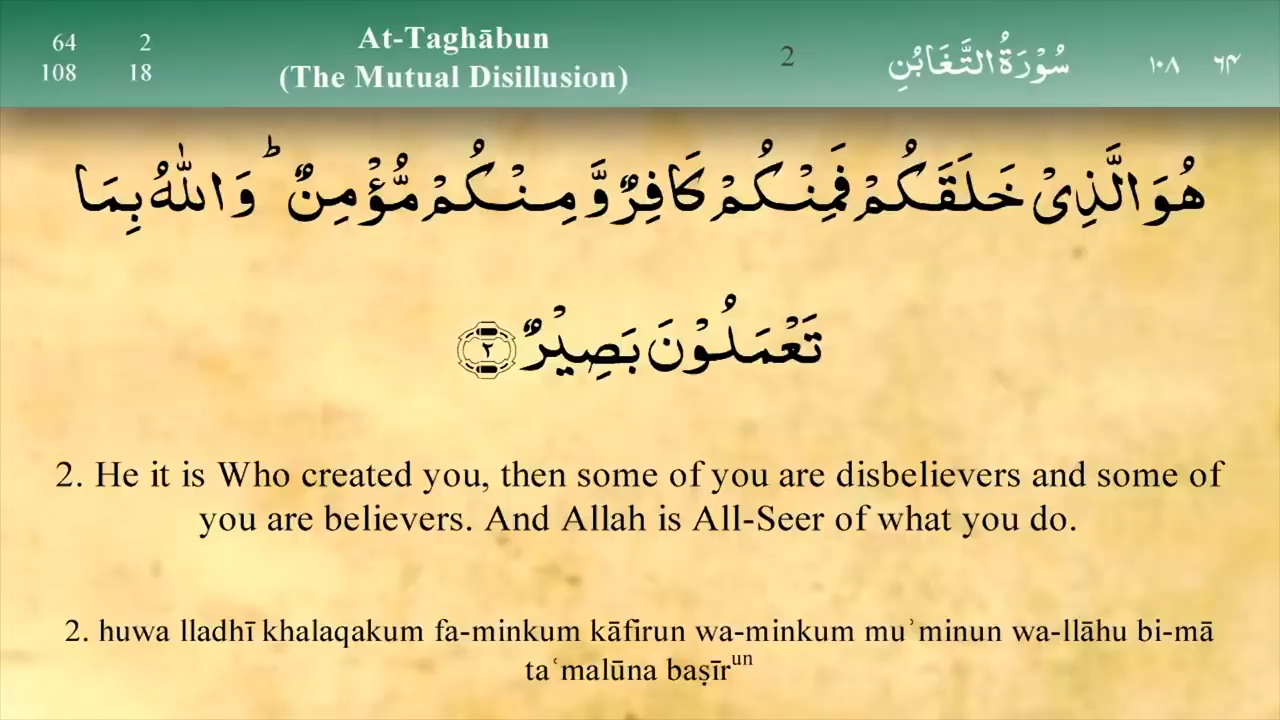 64 2 At-Taghābun 2 سُوْرَةُ التَّغَابُنِ ١٠٨ ٦٤
108 18 (The Mutual Disillusion)
هُوَ الَّذِىْ خَلَقَكُمْ فَمِنْكُمْ كَافِرٌ وَّ مِنْكُمْ مُّؤْمِنٌ ؕ وَاللّٰهُ بِمَا
تَعْمَلُوْنَ بَصِيْرٌ ٢
2. He it is Who created you, then some of you are disbelievers and some of
you are believers. And Allah is All-Seer of what you do.
2. huwa lladhī khalaqakum fa-minkum kāfirun wa-minkum muʾminun wa-llāhu bi-mā
taʿmalūna baṣīrun